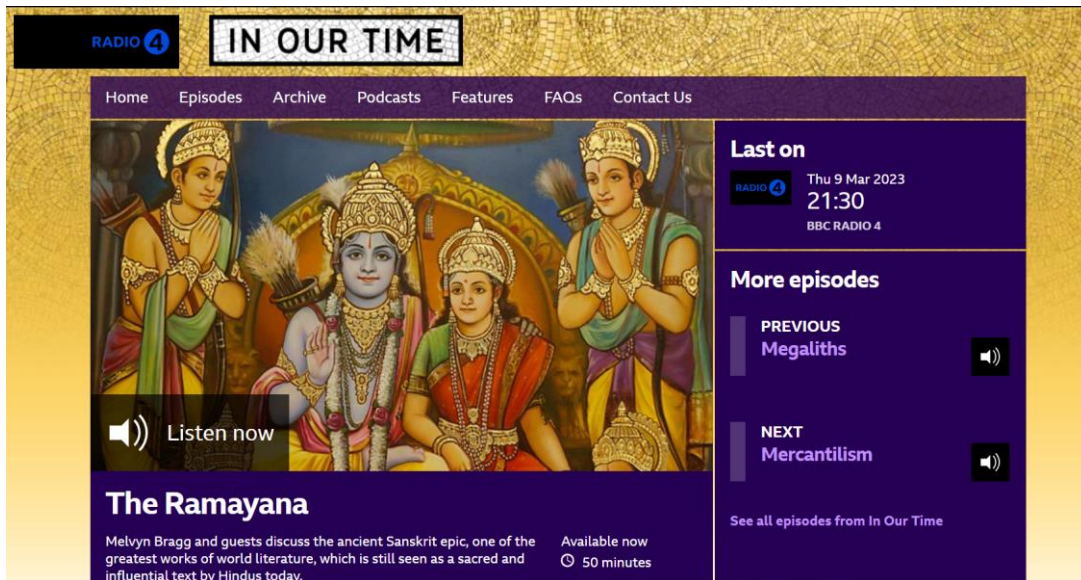 RADIO 4
IN OUR TIME
Home Episodes Archive Podcasts Features FAQs Contact Us
Listen now
The Ramayana
Melvyn Bragg and guests discuss the ancient Sanskrit epic, one of the
greatest works of world literature, which is still seen as a sacred and
influential text by Hindus today.
Available now
50 minutes
Last on
RADIO 4
Thu 9 Mar 2023
21:30
BBC RADIO 4
More episodes
PREVIOUS
Megaliths
NEXT
Mercantilism
See all episodes from In Our Time